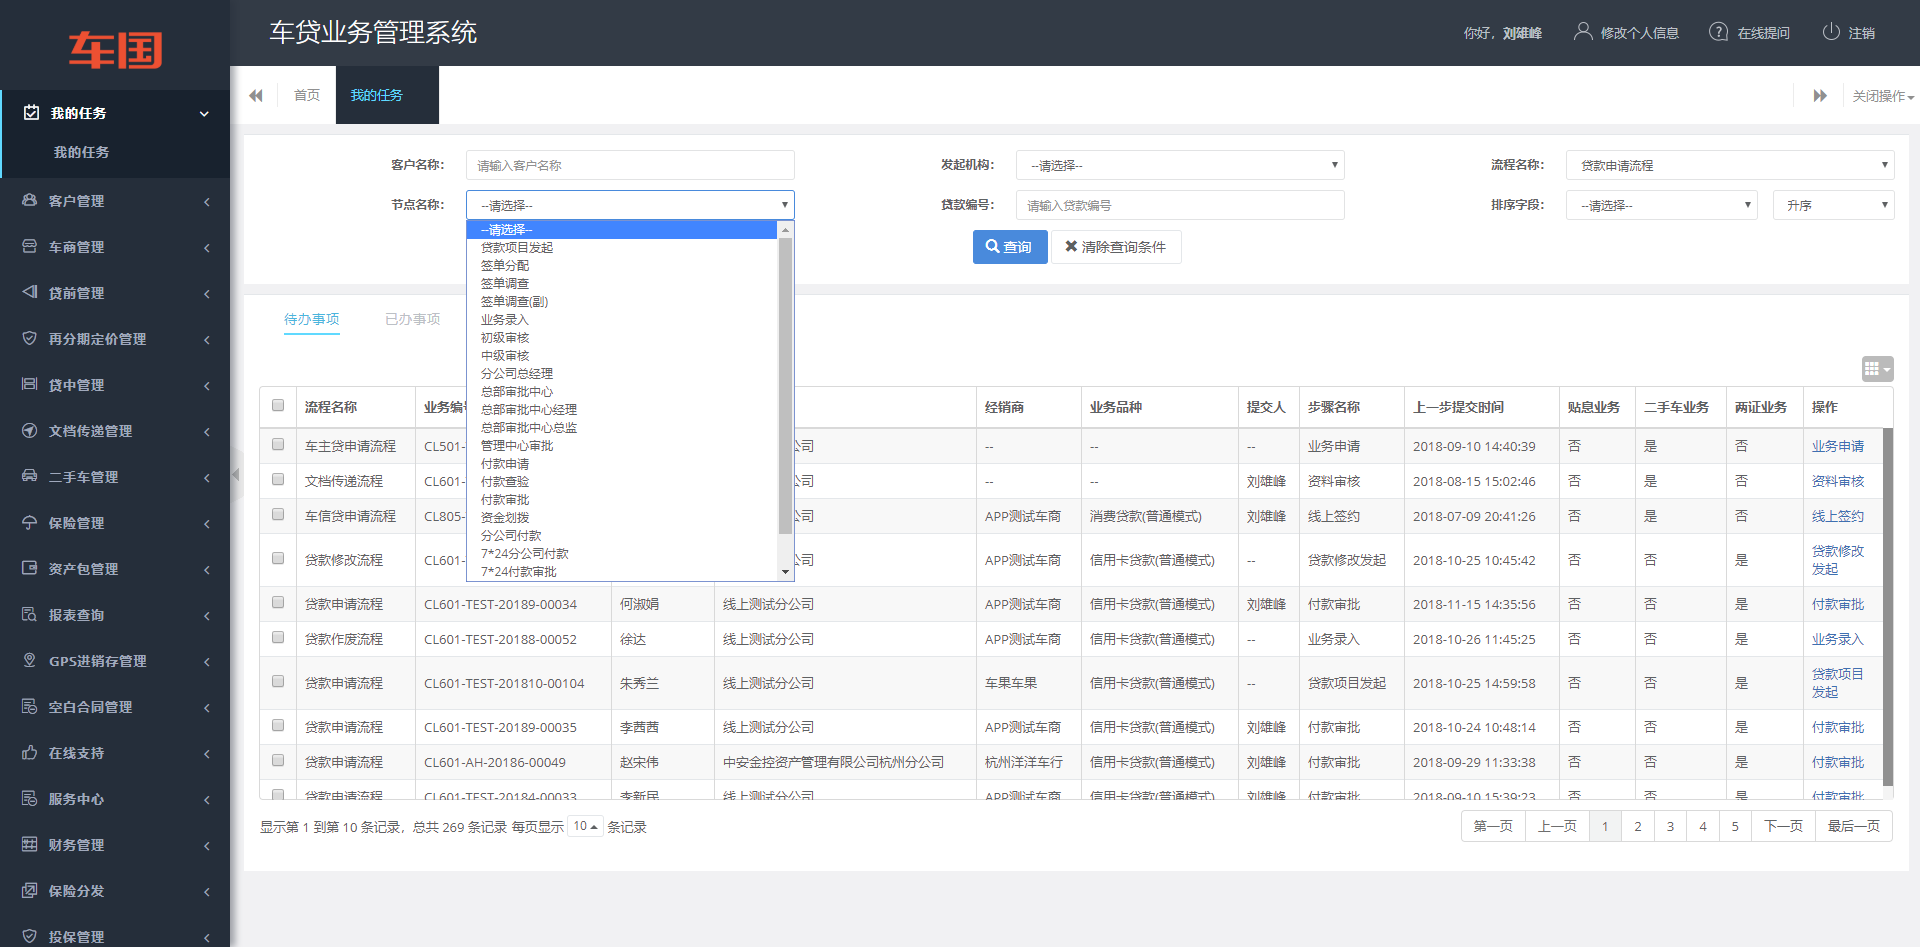 车国
车贷业务管理系统
你好，刘雄峰
修改个人信息
在线提问
注销
首页
我的任务
关闭操作
我的任务
我的任务
客户管理
车商管理
贷前管理
再分期定价管理
贷中管理
文档传递管理
二手车管理
保险管理
资产包管理
报表查询
GPS进销存管理
空白合同管理
在线支持
服务中心
财务管理
保险分发
投保管理
客户名称： 请输入客户名称
发起机构： --请选择--
流程名称： 贷款申请流程
节点名称： --请选择--
贷款编号： 请输入贷款编号
排序字段： --请选择-- 升序
--请选择--
贷款项目发起
签单分配
签单调查
签单调查(副)
业务录入
初级审核
中级审核
分公司总经理
总部审批中心
总部审批中心经理
总部审批中心总监
管理中心审批
付款申请
付款查验
付款审批
资金划拨
分公司付款
7*24分公司付款
7*24付款审批
查询
清除查询条件
待办事项
已办事项
流程名称 业务编 经销商 业务品种 提交人 步骤名称 上一步提交时间 贴息业务 二手车业务 两证业务 操作
车主贷申请流程 CL501- 公司 -- -- -- 业务申请 2018-09-10 14:40:39 否 是 否 业务申请
文档传递流程 CL601- 公司 -- -- 刘雄峰 资料审核 2018-08-15 15:02:46 否 是 否 资料审核
车信贷申请流程 CL805- 公司 APP测试车商 消费贷款(普通模式) 刘雄峰 线上签约 2018-07-09 20:41:26 否 是 否 线上签约
贷款修改流程 CL601- 公司 APP测试车商 信用卡贷款(普通模式) -- 贷款修改发起 2018-10-25 10:45:42 否 否 是 贷款修改发起
贷款申请流程 CL601-TEST-20189-00034 何淑娟 线上测试分公司 APP测试车商 信用卡贷款(普通模式) 刘雄峰 付款审批 2018-11-15 14:35:56 否 否 是 付款审批
贷款作废流程 CL601-TEST-20188-00052 徐达 线上测试分公司 APP测试车商 信用卡贷款(普通模式) -- 业务录入 2018-10-26 11:45:25 否 否 是 业务录入
贷款申请流程 CL601-TEST-201810-00104 朱秀兰 线上测试分公司 车果车果 信用卡贷款(普通模式) -- 贷款项目发起 2018-10-25 14:59:58 否 否 是 贷款项目发起
贷款申请流程 CL601-TEST-20189-00035 李茜茜 线上测试分公司 APP测试车商 信用卡贷款(普通模式) 刘雄峰 付款审批 2018-10-24 10:48:14 否 否 是 付款审批
贷款申请流程 CL601-AH-20186-00049 赵宋伟 中安金控资产管理有限公司杭州分公司 杭州洋洋车行 信用卡贷款(普通模式) 刘雄峰 付款审批 2018-09-29 11:33:38 否 否 是 付款审批
贷款申请流程 CL601-TEST-20184-00033 李新民 线上测试分公司 APP测试车商 信用卡贷款(普通模式) 刘雄峰 付款审批 2018-09-10 15:39:23 否 否 是 付款审批
显示第 1 到第 10 条记录，总共 269 条记录 每页显示 10 条记录
第一页 上一页 1 2 3 4 5 下一页 最后一页